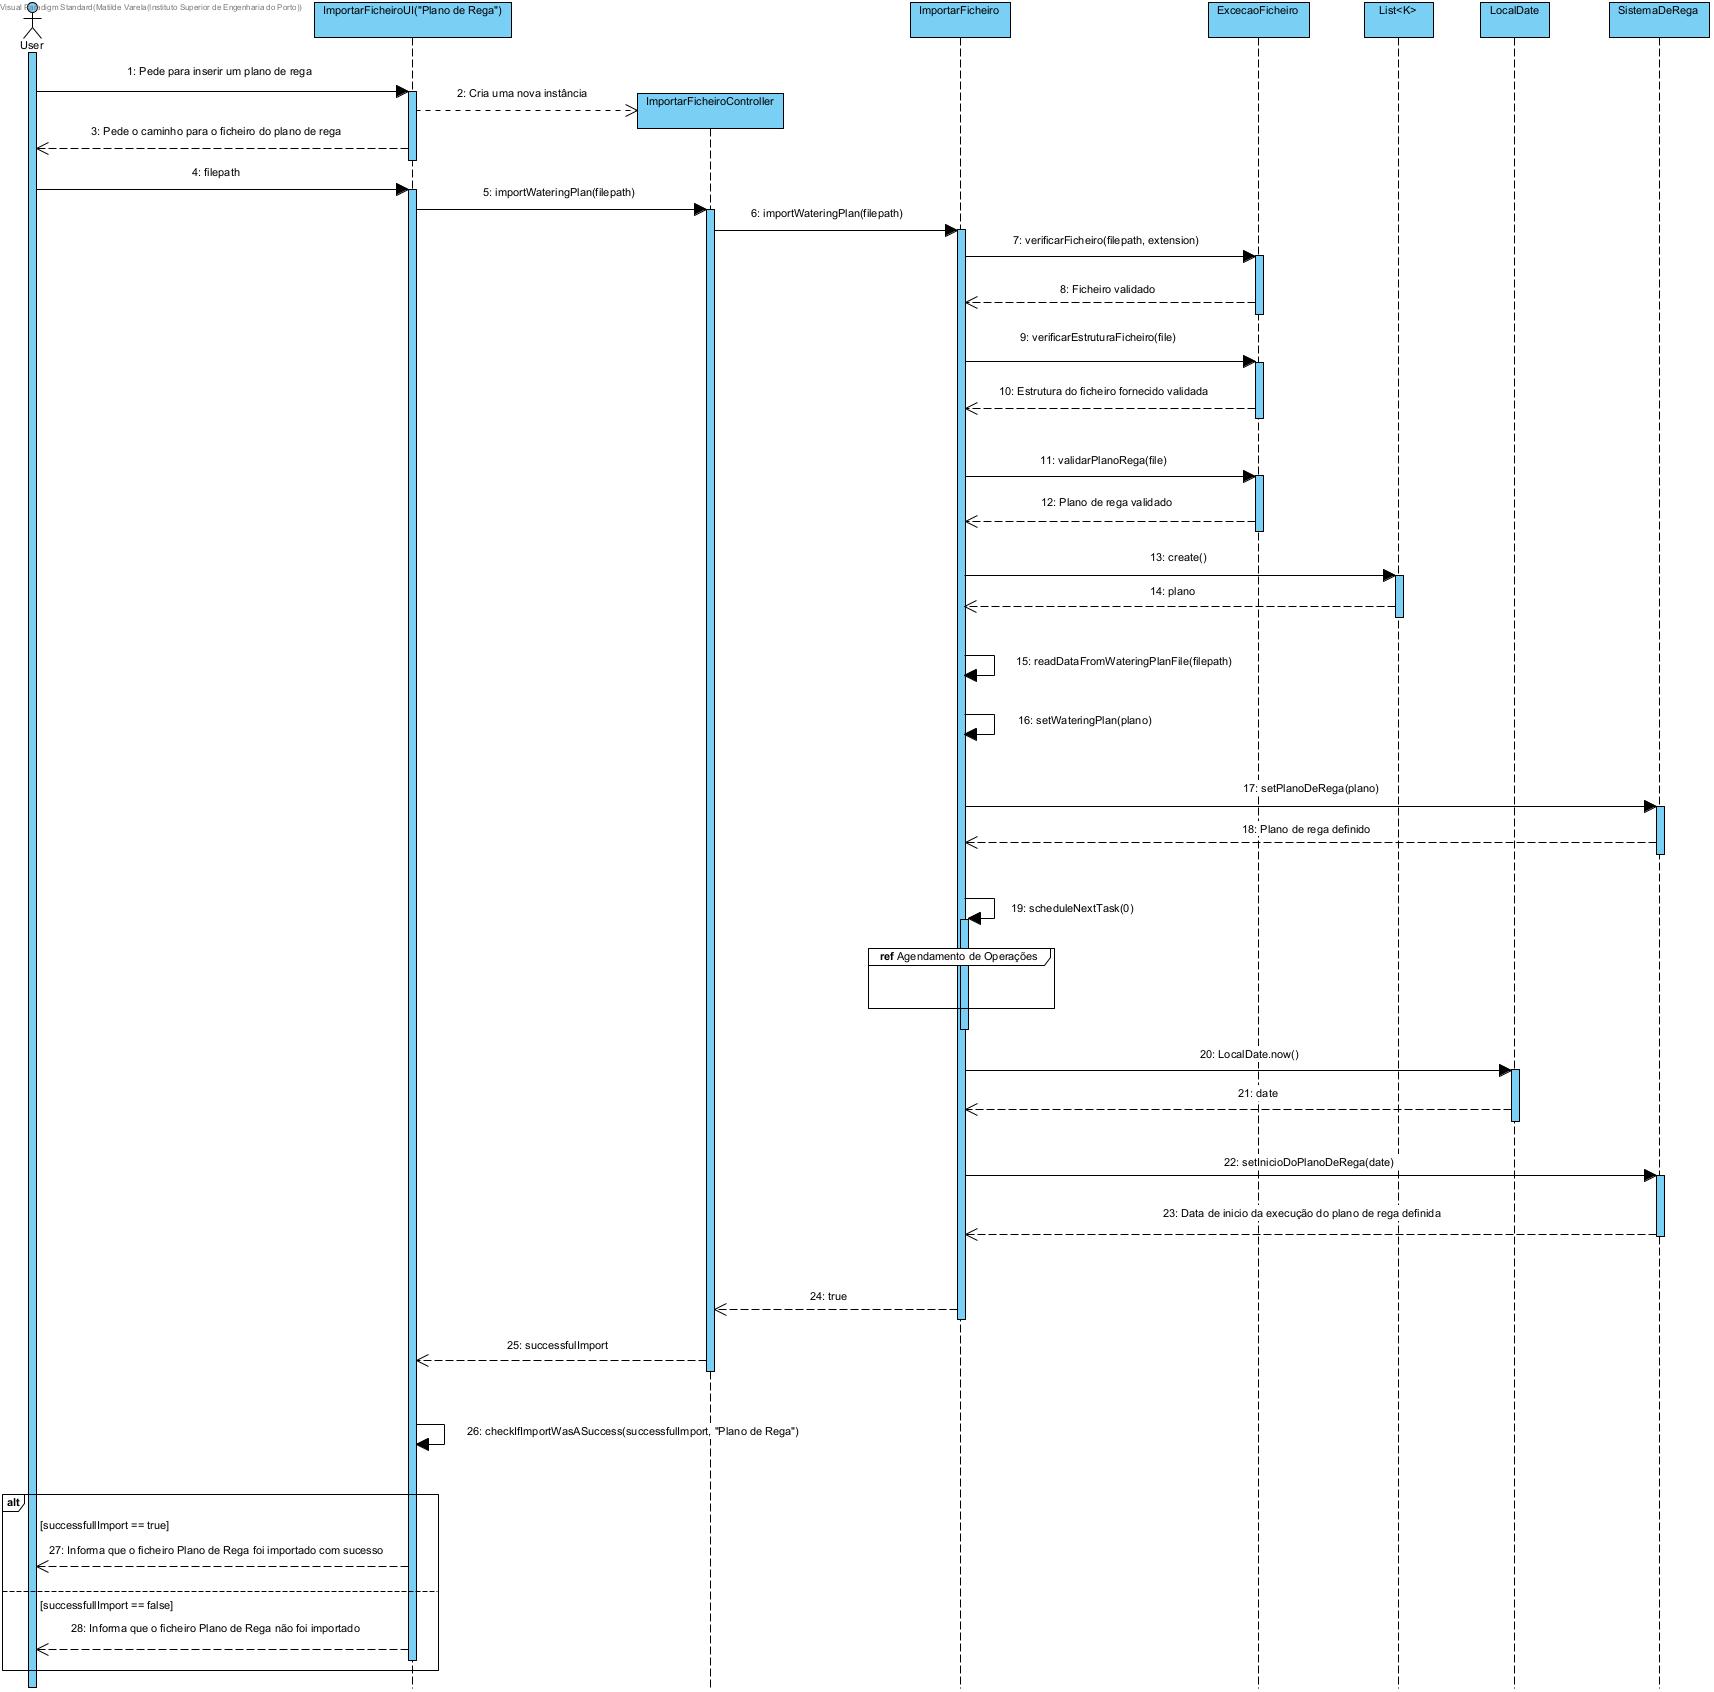 Visual Paradigm Standard(Matilde Varela(Instituto Superior de Engenharia do Porto))
User
ImportarFicheiroUI("Plano de Rega")
ImportarFicheiro
ExcecaoFicheiro
List<K>
LocalDate
SistemaDeRega
1: Pede para inserir um plano de rega
2: Cria uma nova instância
ImportarFicheiroController
3: Pede o caminho para o ficheiro do plano de rega
4: filepath
5: importWateringPlan(filepath)
6: importWateringPlan(filepath)
7: verificarFicheiro(filepath, extension)
8: Ficheiro validado
9: verificarEstruturaFicheiro(file)
10: Estrutura do ficheiro fornecido validada
11: validarPlanoRega(file)
12: Plano de rega validado
13: create()
14: plano
15: readDataFromWateringPlanFile(filepath)
16: setWateringPlan(plano)
17: setPlanoDeRega(plano)
18: Plano de rega definido
19: scheduleNextTask(0)
ref Agendamento de Operações
20: LocalDate.now()
21: date
22: setInicioDoPlanoDeRega(date)
23: Data de inicio da execução do plano de rega definida
24: true
25: successfulImport
26: checkIfImportWasASuccess(successfulImport, "Plano de Rega")
alt
[successfulImport == true]
27: Informa que o ficheiro Plano de Rega foi importado com sucesso
[successfulImport == false]
28: Informa que o ficheiro Plano de Rega não foi importado